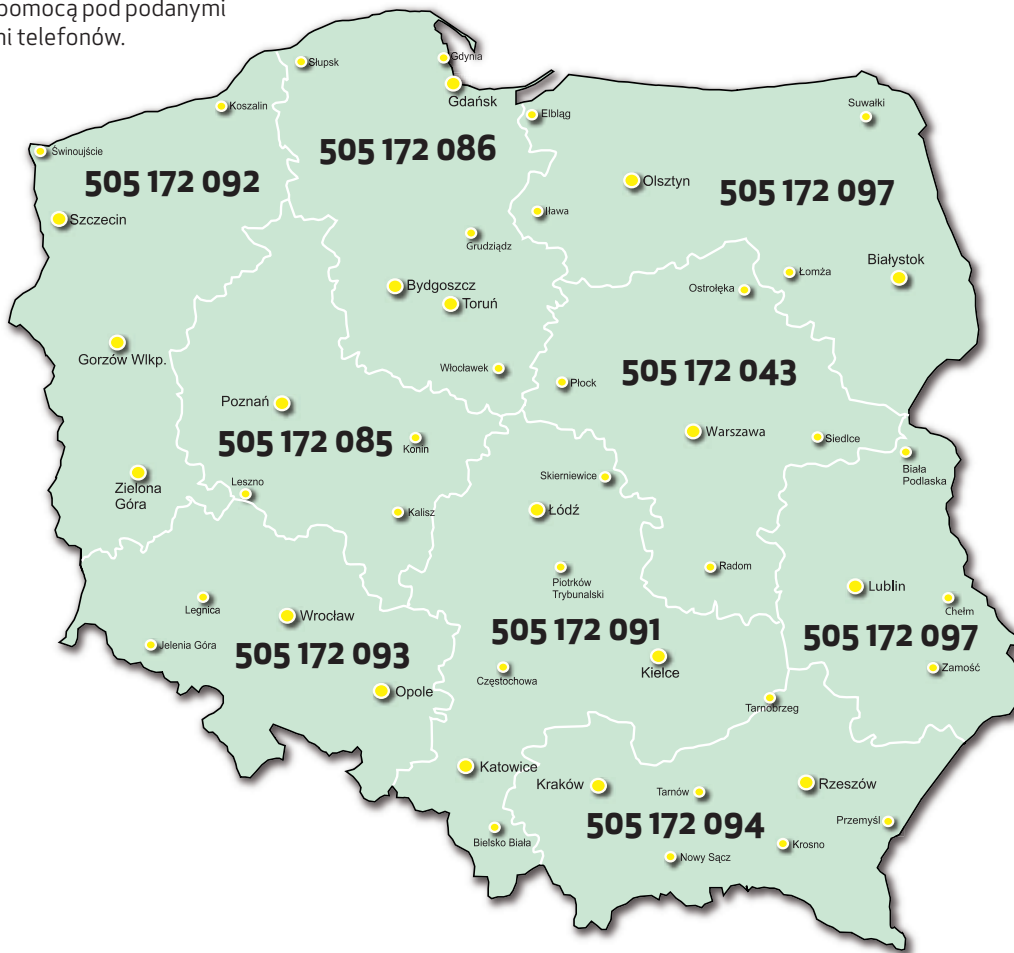 pomocą pod podanymi
mi telefonów.
Słupsk
Gdynia
Gdańsk
Koszalin
Elbląg
Suwałki
Świnoujście
505 172 086
505 172 092
Olsztyn
505 172 097
Szczecin
Iława
Grudziądz
Białystok
Łomża
Ostrołęka
Bydgoszcz
Toruń
Gorzów Wlkp.
Włocławek
505 172 043
Płock
Poznań
505 172 085
Konin
Warszawa
Siedlce
Biała
Podlaska
Skierniewice
Zielona
Góra
Leszno
Kalisz
Łódź
Radom
Piotrków
Trybunalski
Lublin
Chełm
Legnica
Wrocław
505 172 091
505 172 097
Jelenia Góra
505 172 093
Kielce
Zamość
Częstochowa
Opole
Tarnobrzeg
Katowice
Kraków
Tarnów
Rzeszów
505 172 094
Przemyśl
Bielsko Biała
Krosno
Nowy Sącz